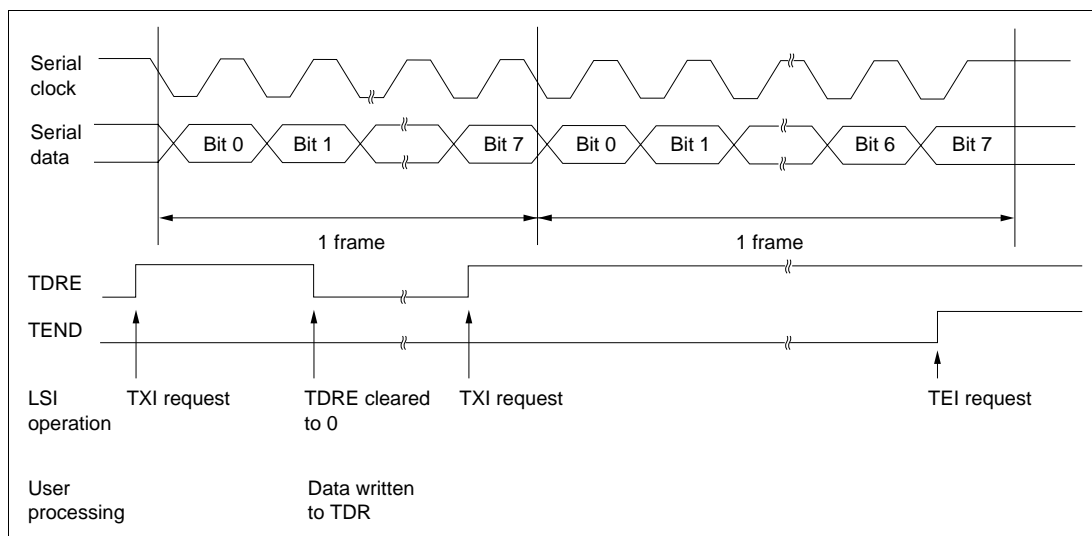 Serial
clock
Serial
data
Bit 0
Bit 1
Bit 7
Bit 0
Bit 1
Bit 6
Bit 7
1 frame
1 frame
TDRE
TEND
LSI
operation
TXI request
TDRE cleared
to 0
TXI request
TEI request
User
processing
Data written
to TDR